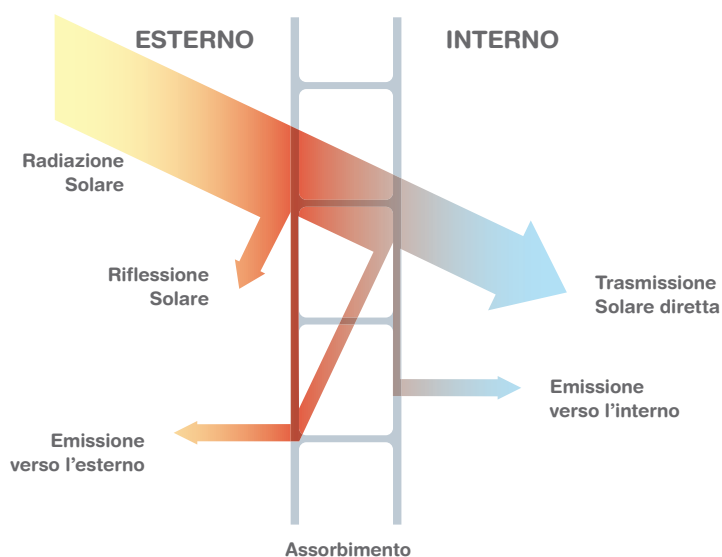 ESTERNO
INTERNO
Radiazione
Solare
Riflessione
Solare
Trasmissione
Solare diretta
Emissione
verso l'interno
Emissione
verso l'esterno
Assorbimento